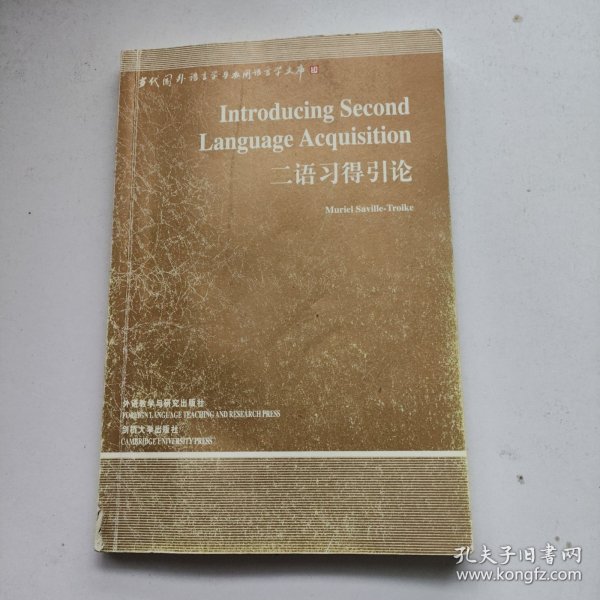 当代国外语言学与应用语言学文库
Introducing Second
Language Acquisition
二语习得引论
Muriel Saville-Troike
外语教学与研究出版社
FOREIGN LANGUAGE TEACHING AND RESEARCH PRESS
剑桥大学出版社
CAMBRIDGE UNIVERSITY PRESS
孔夫子旧书网
www.kongfz.com